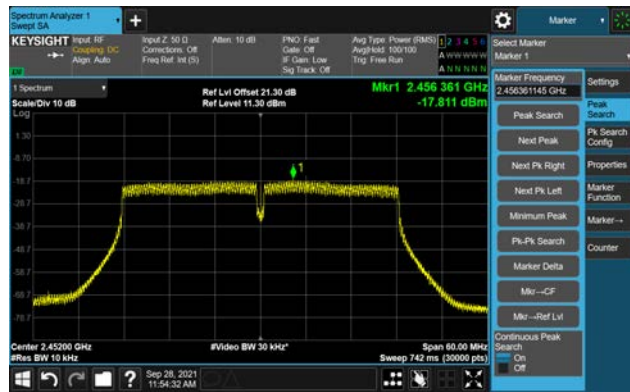 Spectrum Analyzer 1
Swept SA
Marker
KEYSIGHT
Input: RF
Coupling: DC
Align: Auto
Input Z: 50 Ω
Corrections: Off
Freq Ref: Int (S)
Atten: 10 dB
PNO: Fast
Gate: Off
IF Gain: Low
Sig Track: Off
Avg Type: Power (RMS)
Avg|Hold: 100/100
Trig: Free Run
1 2 3 4 5 6
A W W W W W
A N N N N N
Select Marker
Marker 1
1 Spectrum
Scale/Div 10 dB
Log
Ref Lvl Offset 21.30 dB
Ref Level 11.30 dBm
Mkr1 2.456 361 GHz
-17.811 dBm
1.30
-8.70
-18.7
-28.7
-38.7
-48.7
-58.7
-68.7
-78.7
1
Center 2.45200 GHz
#Res BW 10 kHz
#Video BW 30 kHz*
Span 60.00 MHz
Sweep 742 ms (30000 pts)
Marker Frequency
2.456361145 GHz
Peak Search
Next Peak
Next Pk Right
Next Pk Left
Minimum Peak
Pk-Pk Search
Marker Delta
Mkr→CF
Mkr→Ref Lvl
Continuous Peak
Search
On
Off
Settings
Peak
Search
Pk Search
Config
Properties
Marker
Function
Marker→
Counter
Sep 28, 2021
11:54:32 AM